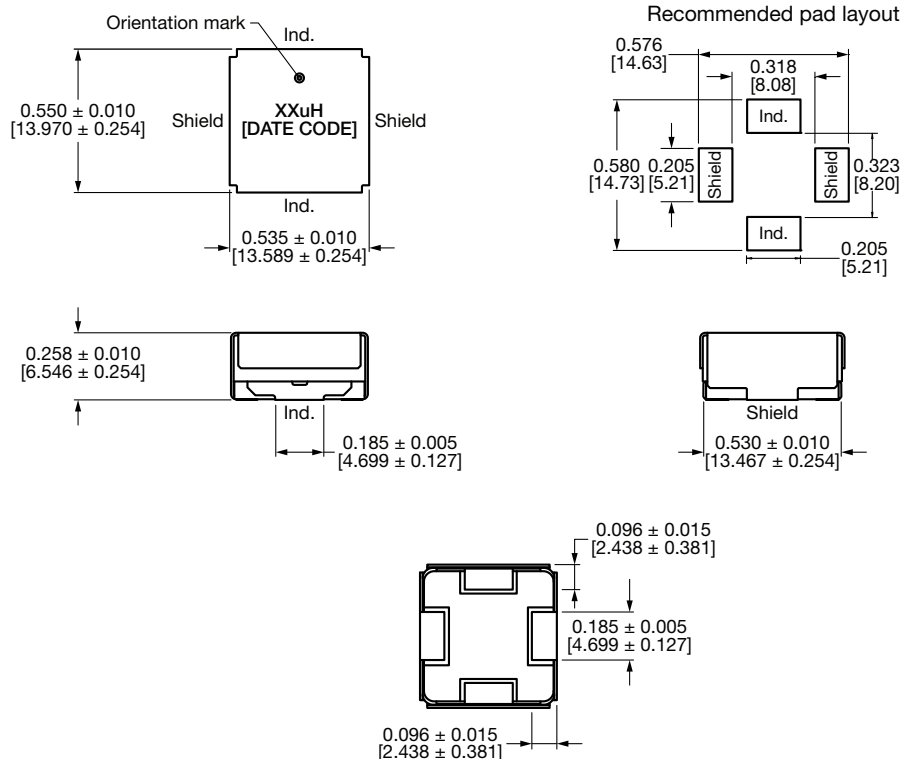 Orientation mark
Ind.
0.550 ± 0.010
[13.970 ± 0.254]
Shield
XXuH
[DATE CODE]
Shield
Ind.
0.535 ± 0.010
[13.589 ± 0.254]
Recommended pad layout
0.576
[14.63]
0.318
[8.08]
Ind.
0.580
[14.73]
0.205
[5.21]
Shield
Shield
0.323
[8.20]
Ind.
0.205
[5.21]
0.258 ± 0.010
[6.546 ± 0.254]
Ind.
0.185 ± 0.005
[4.699 ± 0.127]
Shield
0.530 ± 0.010
[13.467 ± 0.254]
0.096 ± 0.015
[2.438 ± 0.381]
0.185 ± 0.005
[4.699 ± 0.127]
0.096 ± 0.015
[2.438 ± 0.381]